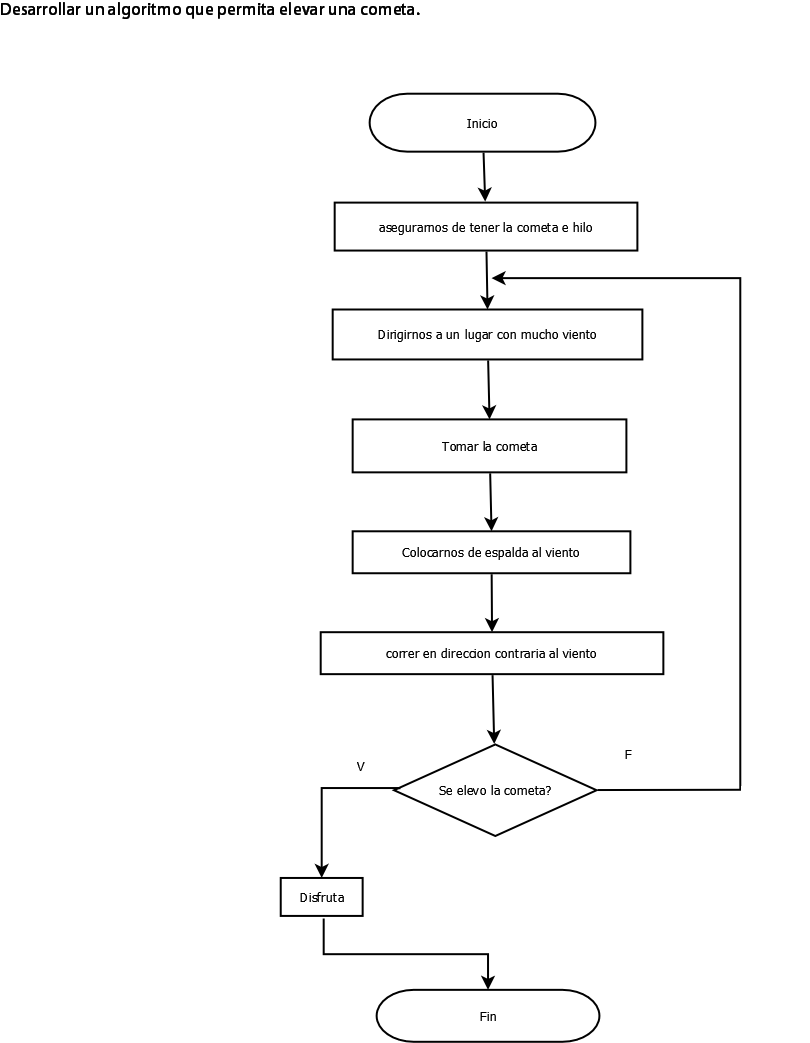 Desarrollar un algoritmo que permita elevar una cometa.
Inicio
asegurarnos de tener la cometa e hilo
Dirigirnos a un lugar con mucho viento
Tomar la cometa
Colocarnos de espalda al viento
correr en direccion contraria al viento
Se elevo la cometa?
V
F
Disfruta
Fin